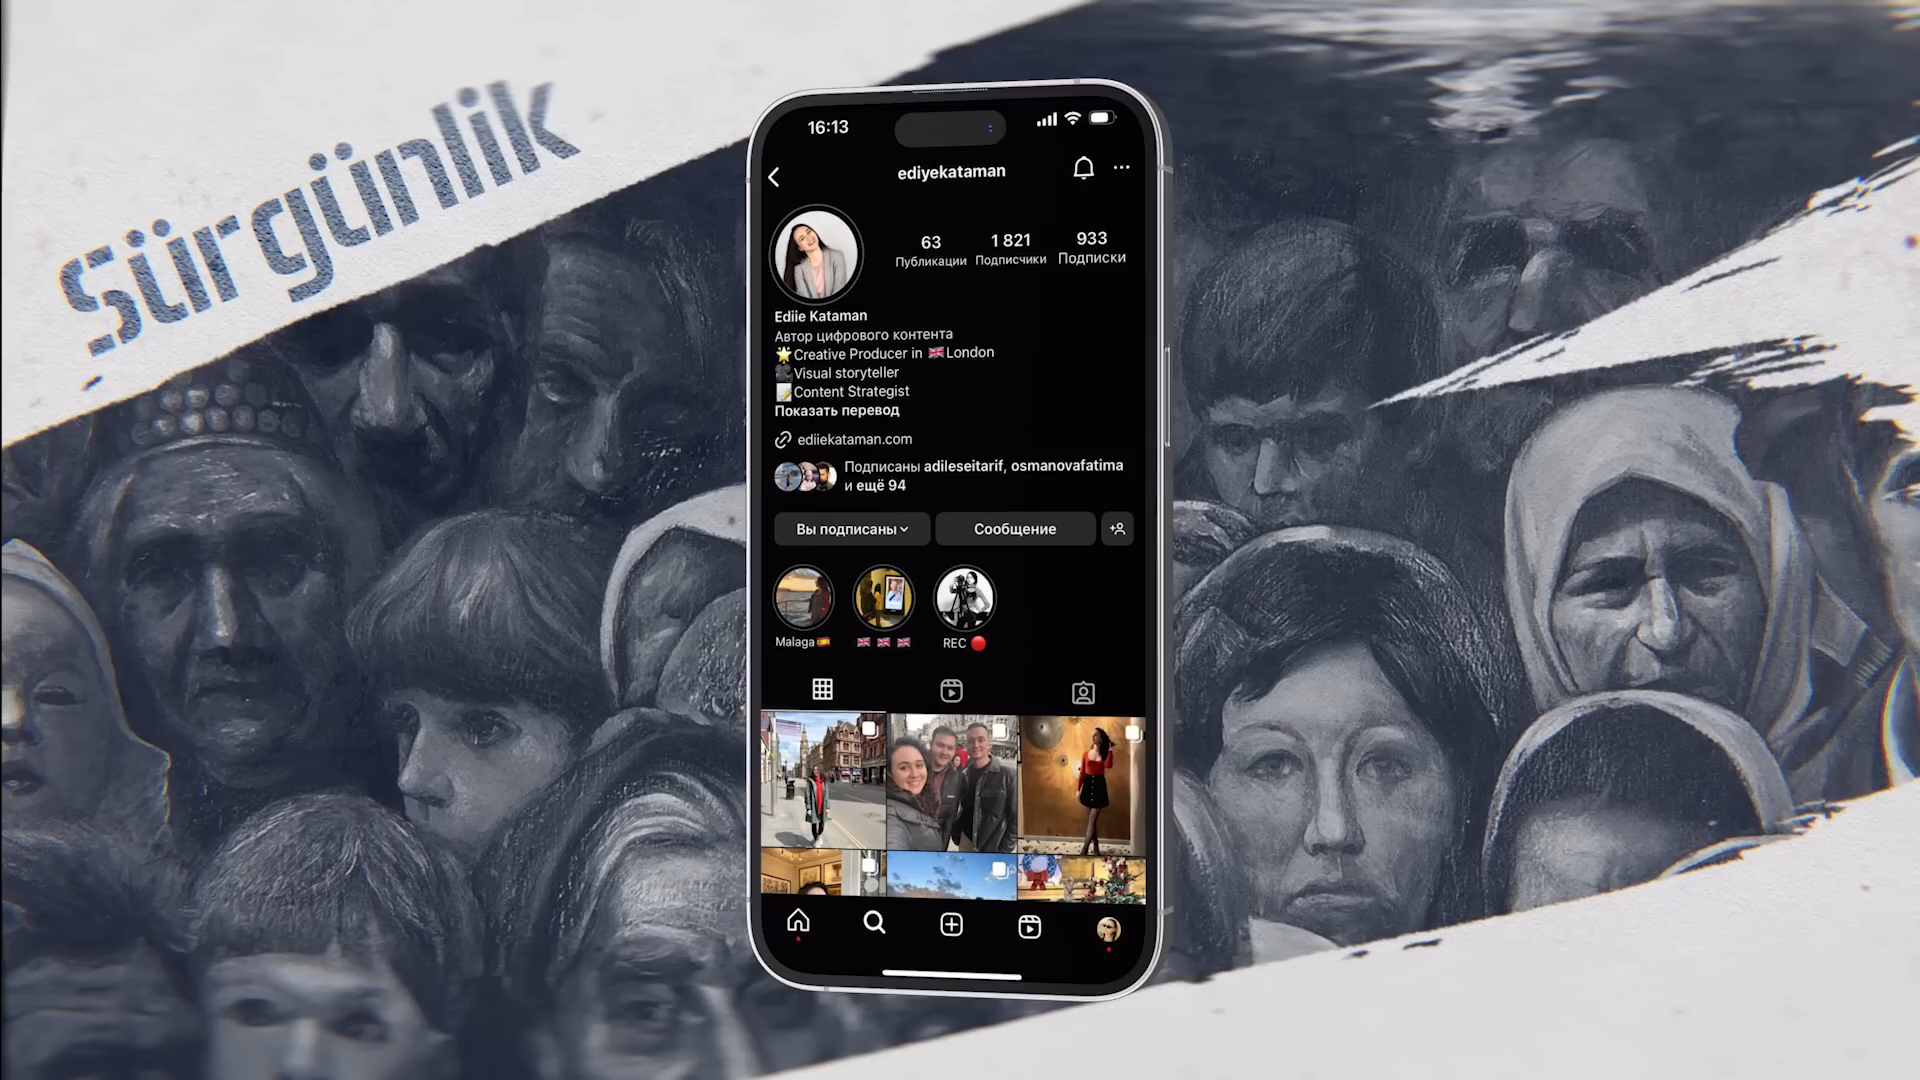 Sürgünlik
16:13
ediyekataman
63
Публикации
1 821
Подписчики
933
Подписки
Ediie Kataman
Автор цифрового контента
🌟Creative Producer in 🇬🇧London
🎥Visual storyteller
📝Content Strategist
Показать перевод
ediiekataman.com
Подписаны adileseitarif, osmanovafatima
и ещё 94
Вы подписаны
Сообщение
Malaga🇪🇸
🇬🇧 🇬🇧 🇬🇧
REC 🔴